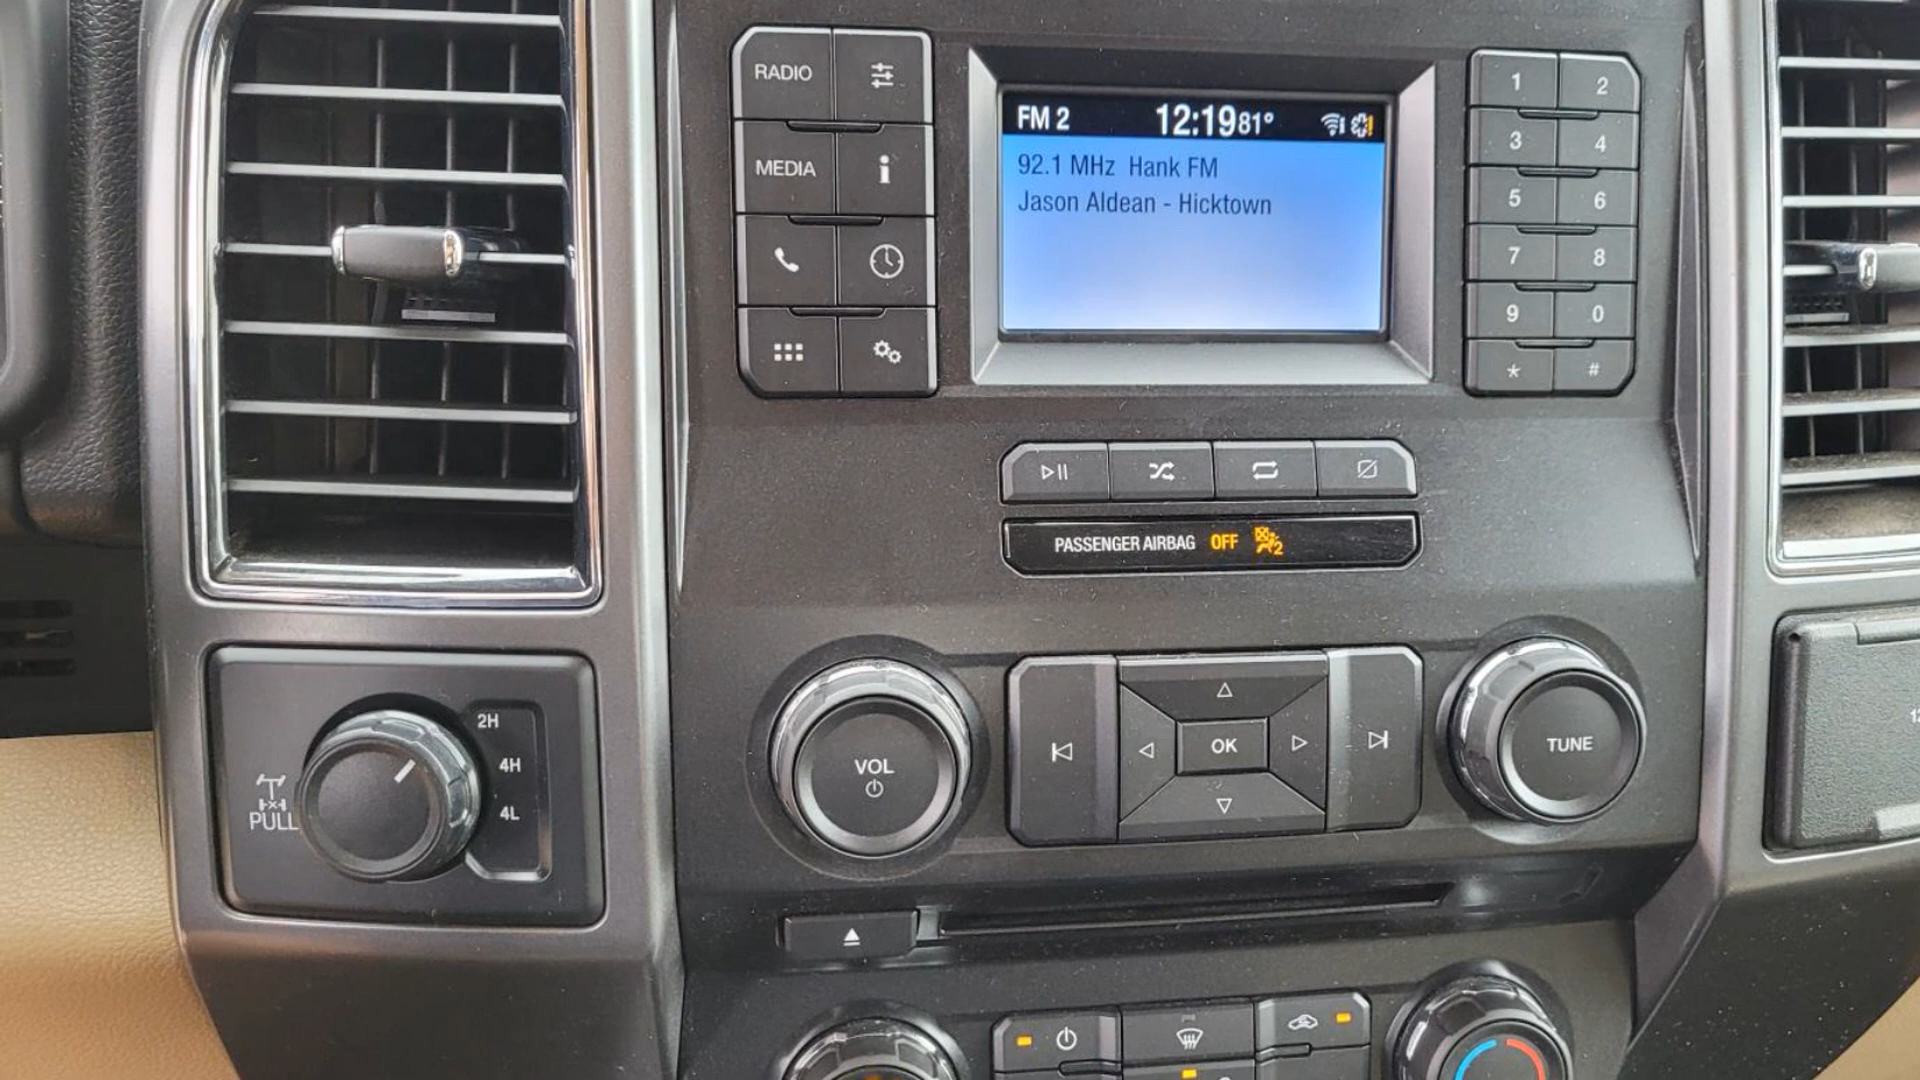 RADIO
MEDIA
FM 2 12:19 81°
92.1 MHz Hank FM
Jason Aldean - Hicktown
1 2
3 4
5 6
7 8
9 0
* #
PASSENGER AIRBAG OFF 2
2H
4H
4L
PULL
VOL
OK
TUNE